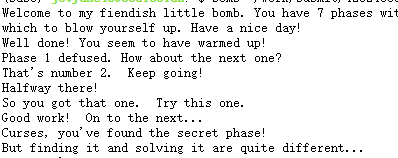 Welcome to my fiendish little bomb. You have 7 phases wit
which to blow yourself up. Have a nice day!
Well done! You seem to have warmed up!
Phase 1 defused. How about the next one?
That's number 2.  Keep going!
Halfway there!
So you got that one.  Try this one.
Good work!  On to the next...
Curses, you've found the secret phase!
But finding it and solving it are quite different...